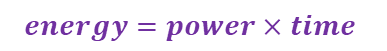 energy = power × time